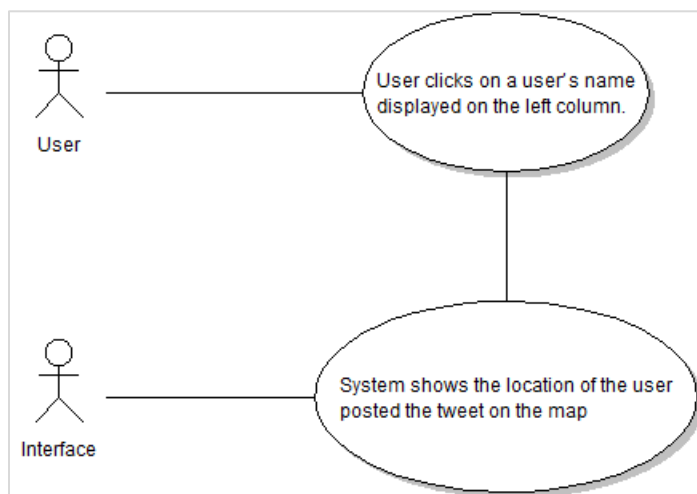 User clicks on a user's name
displayed on the left column.
User
System shows the location of the user
posted the tweet on the map
Interface